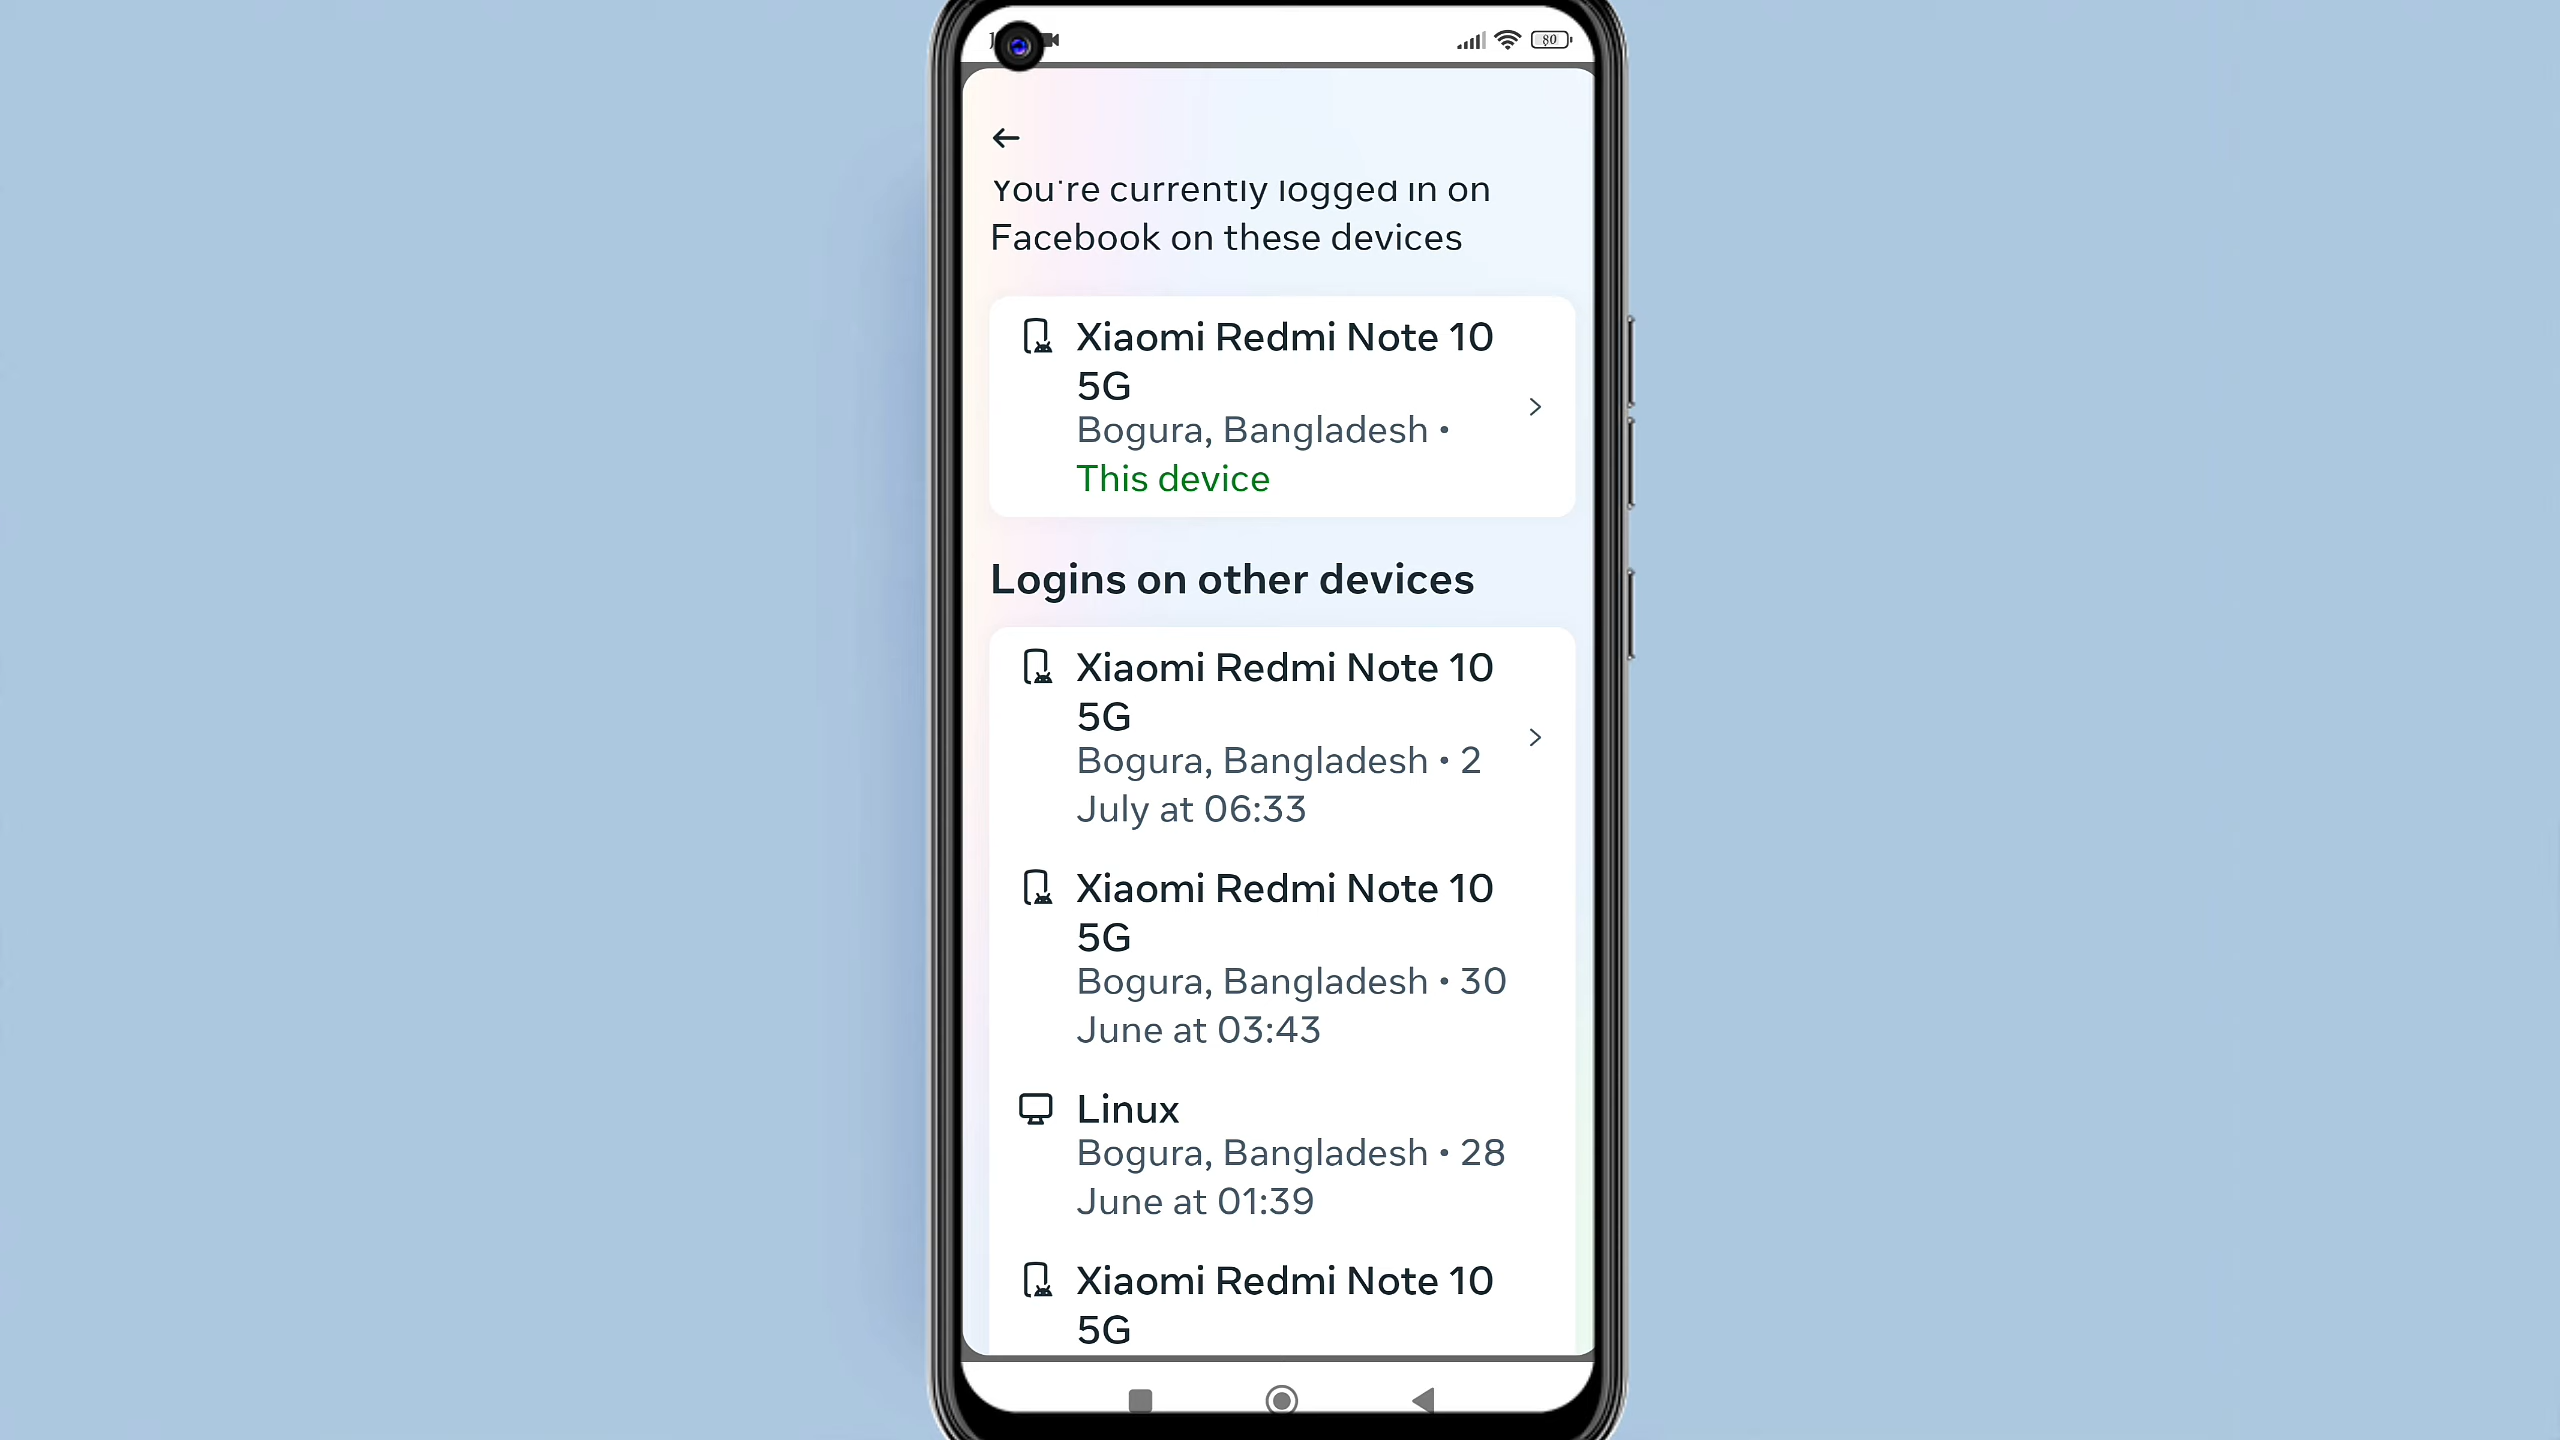 80
You're currently logged in on
Facebook on these devices
Xiaomi Redmi Note 10
5G
Bogura, Bangladesh •
This device
Logins on other devices
Xiaomi Redmi Note 10
5G
Bogura, Bangladesh • 2
July at 06:33
Xiaomi Redmi Note 10
5G
Bogura, Bangladesh • 30
June at 03:43
Linux
Bogura, Bangladesh • 28
June at 01:39
Xiaomi Redmi Note 10
5G